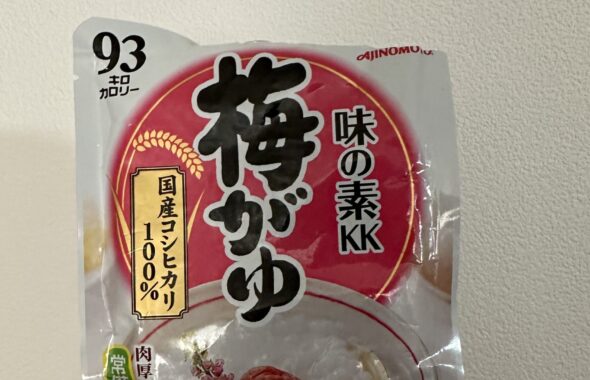 93
キロ
カロリー
AJINOMOTO
味の素KK
梅がゆ
国産コシヒカリ
100%
肉厚